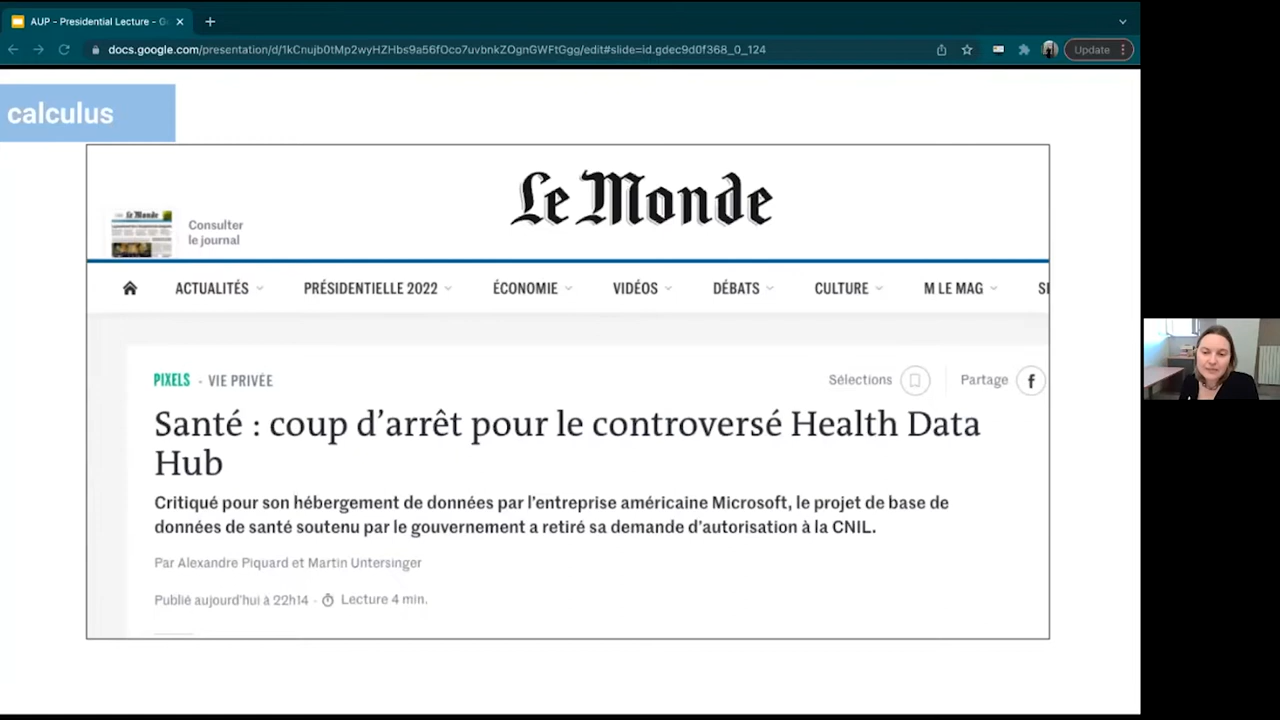 AUP - Presidential Lecture - G
docs.google.com/presentation/d/1kCnujb0tMp2wyHZHbs9a56fOco7uvbnkZOgnGWFtGgg/edit#slide=id.gdec9d0f368_0_124
Update
calculus
Le Monde
Le Monde
Consulter
le journal
ACTUALITÉS
PRÉSIDENTIELLE 2022
ÉCONOMIE
VIDÉOS
DÉBATS
CULTURE
M LE MAG
PIXELS - VIE PRIVÉE
Sélections
Partage
Santé : coup d’arrêt pour le controversé Health Data
Hub
Critiqué pour son hébergement de données par l’entreprise américaine Microsoft, le projet de base de
données de santé soutenu par le gouvernement a retiré sa demande d’autorisation à la CNIL.
Par Alexandre Piquard et Martin Untersinger
Publié aujourd’hui à 22h14 - Lecture 4 min.